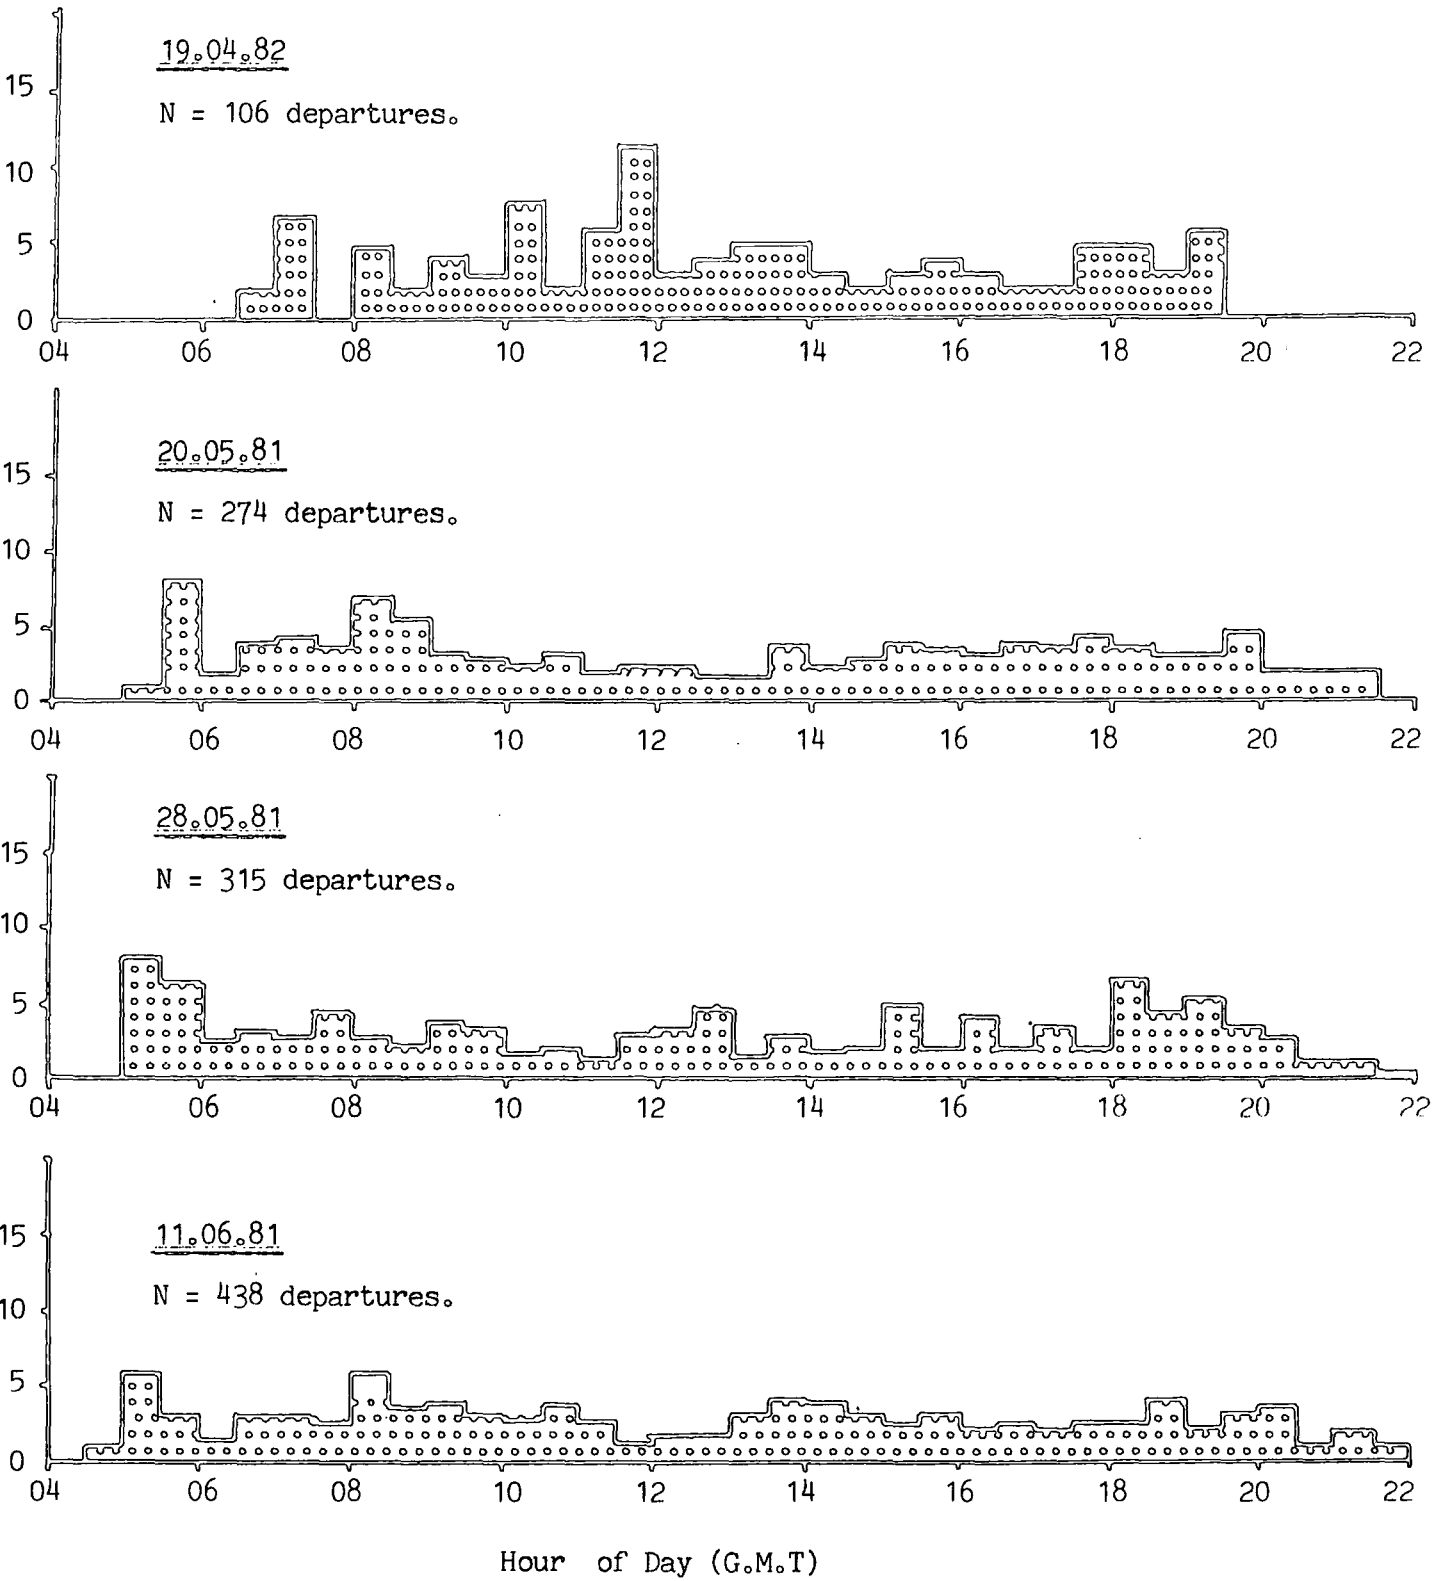 19.04.82
N = 106 departures.
15
10
5
0
04 06 08 10 12 14 16 18 20 22
20.05.81
N = 274 departures.
15
10
5
0
04 06 08 10 12 14 16 18 20 22
28.05.81
N = 315 departures.
15
10
5
0
04 06 08 10 12 14 16 18 20 22
11.06.81
N = 438 departures.
15
10
5
0
04 06 08 10 12 14 16 18 20 22
Hour of Day (G.M.T)